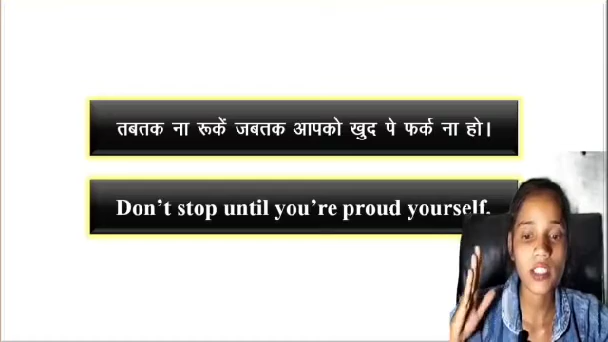 तबतक ना रूकें जबतक आपको खुद पे फर्क ना हो।
Don't stop until you're proud yourself.